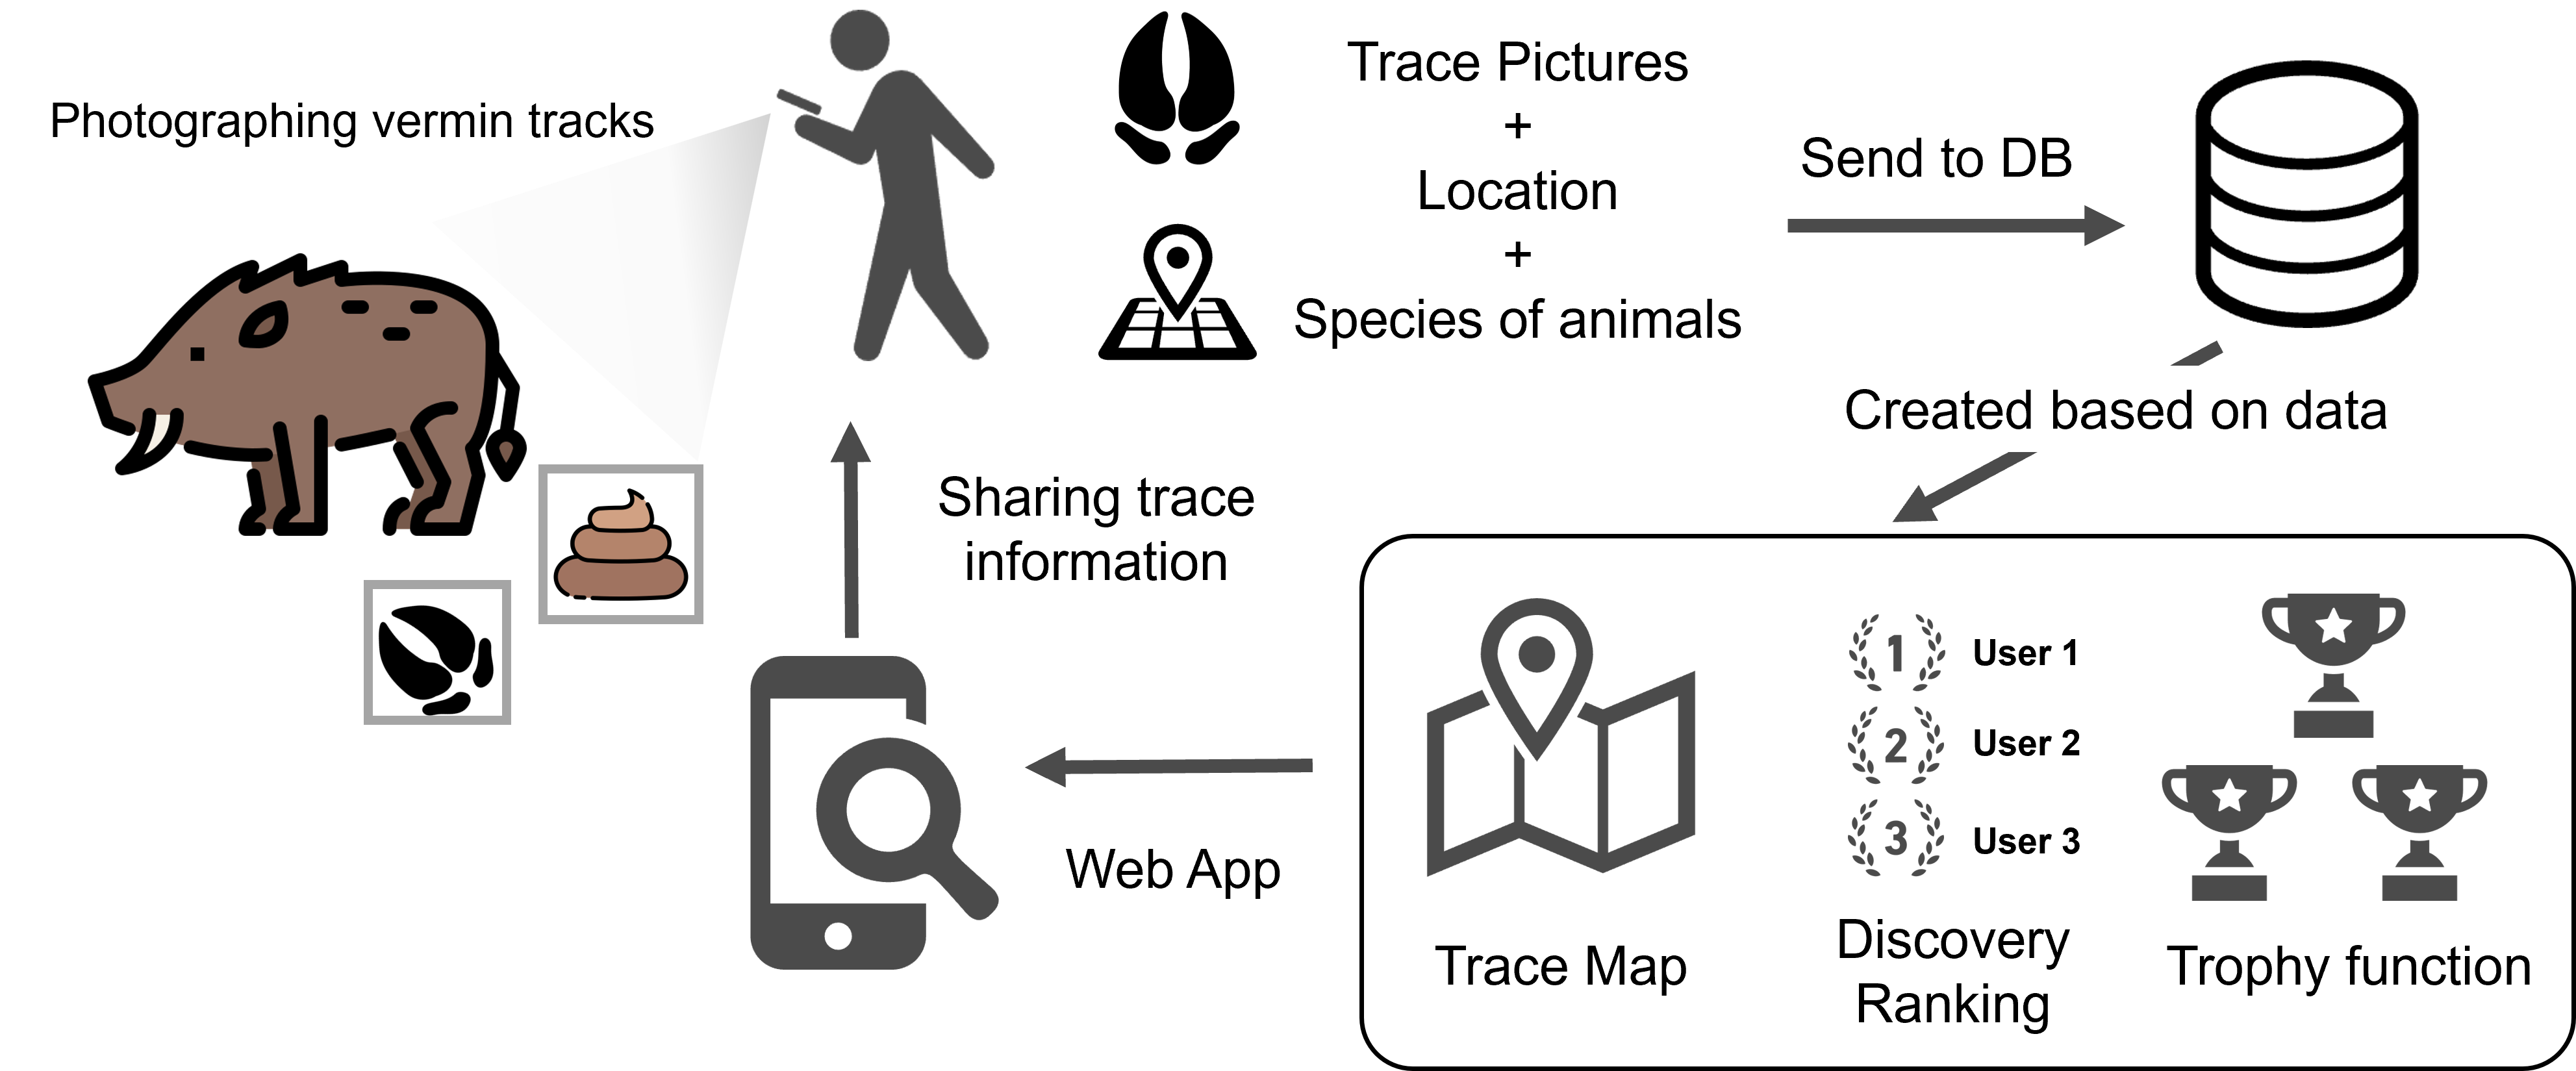 Photographing vermin tracks
Trace Pictures
+
Location
+
Species of animals
Send to DB
Created based on data
Sharing trace
information
Web App
Trace Map
1 User 1
2 User 2
3 User 3
Discovery
Ranking
Trophy function